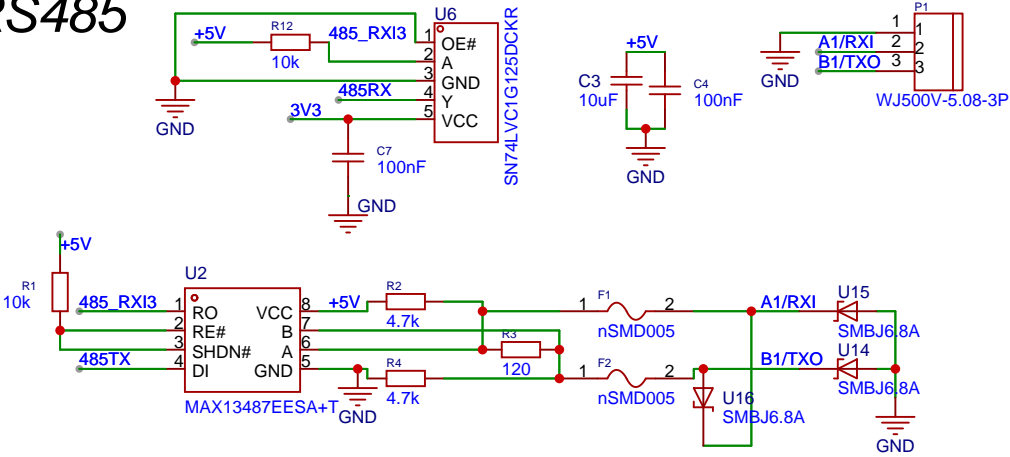 RS485
U6
+5V
R12
10k
485_RXI3
1
2
3
4
5
OE#
A
GND
Y
VCC
SN74LVC1G125DCKR
GND
485RX
3V3
C7
100nF
GND
+5V
C3
10uF
C4
100nF
GND
P1
GND
A1/RXI
B1/TXO
1 1
2 2
3 3
WJ500V-5.08-3P
+5V
R1
10k
U2
485_RXI3
485TX
1 RO
2 RE#
3 SHDN#
4 DI
VCC 8
B 7
A 6
GND 5
MAX13487EESA+T
+5V
R2
4.7k
GND
R4
4.7k
R3
120
1 F1 2
nSMD005
1 F2 2
nSMD005
A1/RXI
U15
SMBJ6.8A
B1/TXO
U14
SMBJ6.8A
U16
SMBJ6.8A
GND